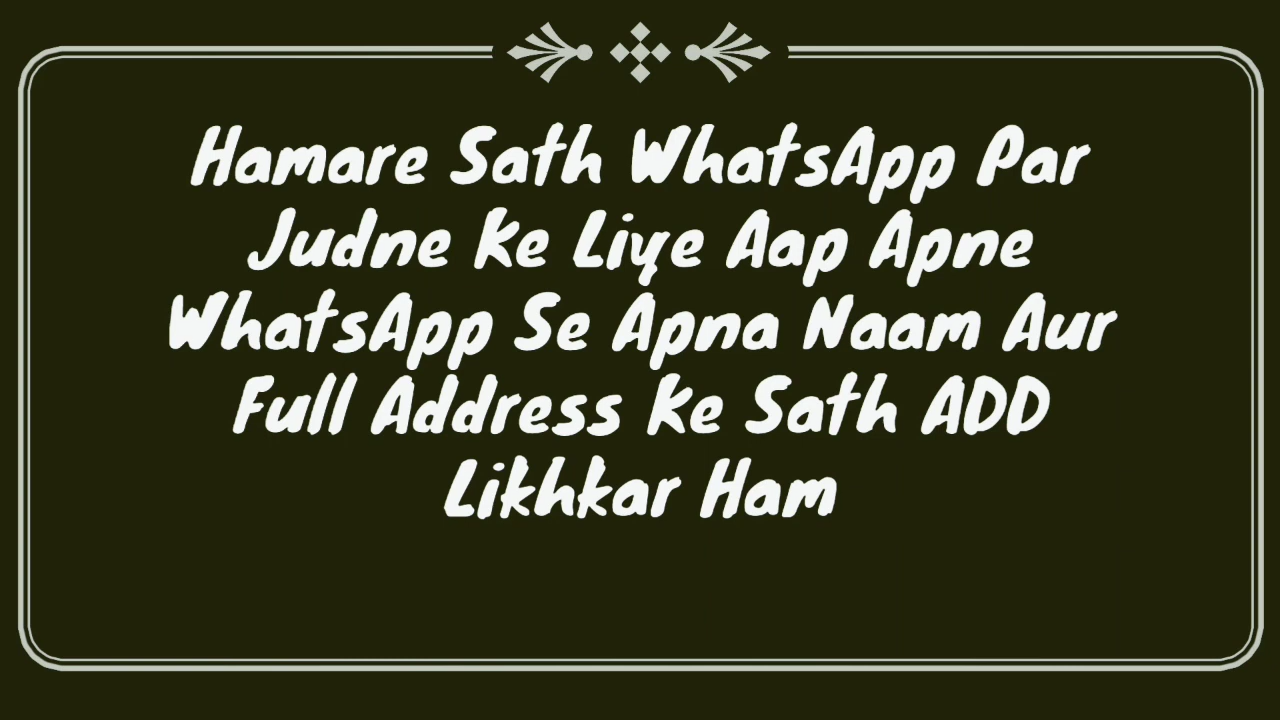 Hamare Sath WhatsApp Par
Judne Ke Liye Aap Apne
WhatsApp Se Apna Naam Aur
Full Address Ke Sath ADD
Likhkar Ham